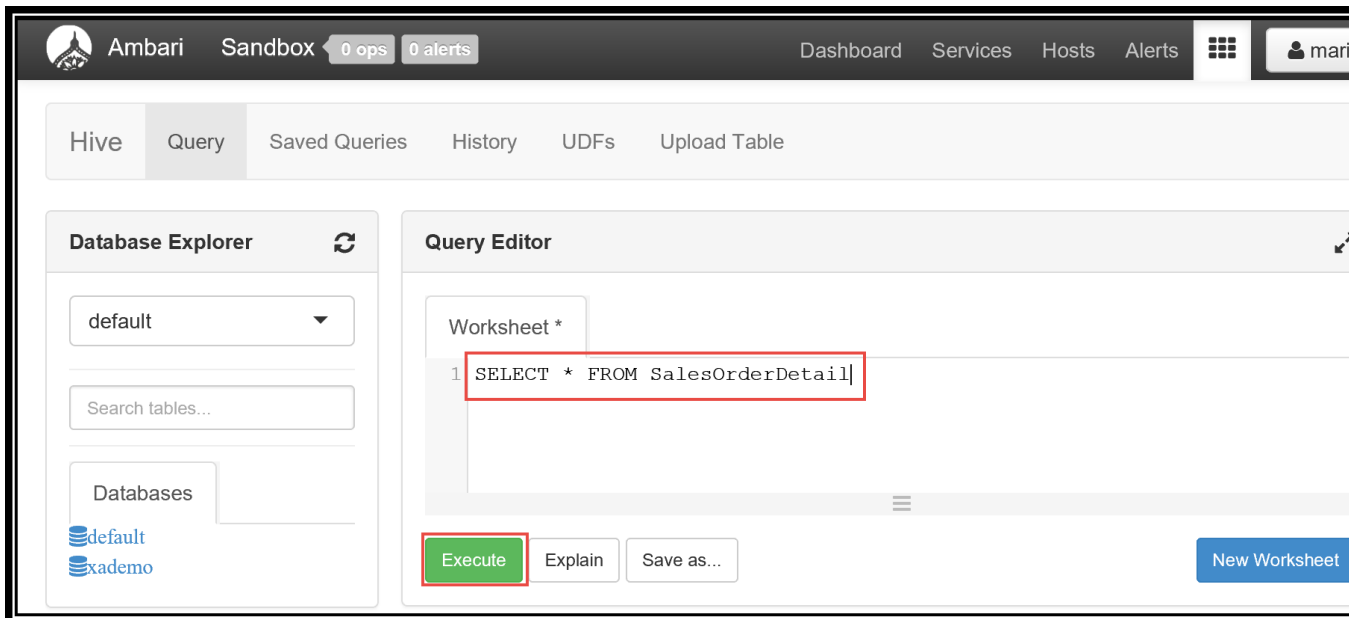 Ambari Sandbox 0 ops 0 alerts Dashboard Services Hosts Alerts mari
Hive Query Saved Queries History UDFs Upload Table
Database Explorer
default
Search tables...
Databases
default
xademo
Query Editor
Worksheet *
1 SELECT * FROM SalesOrderDetail
Execute Explain Save as... New Worksheet